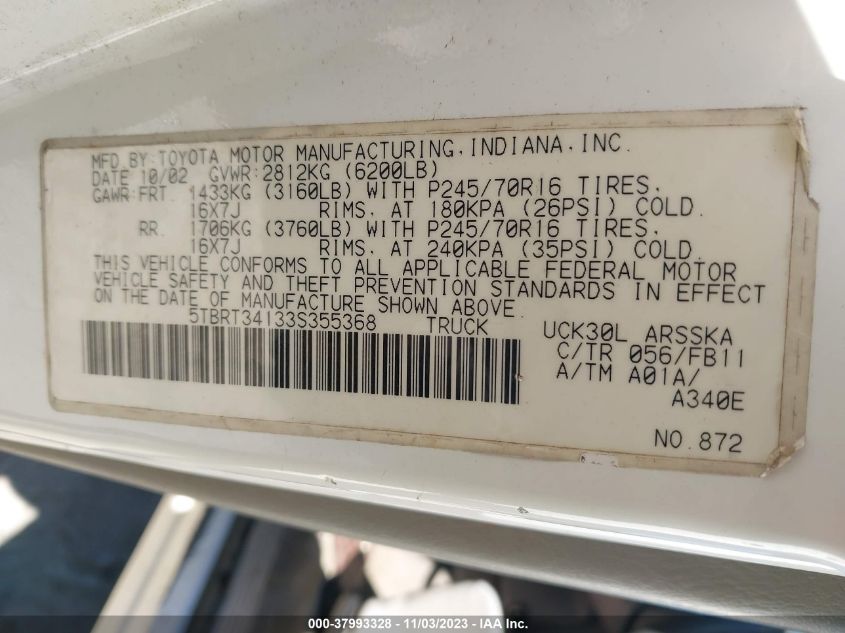 MFD.BY:TOYOTA MOTOR MANUFACTURING,INDIANA,INC.
DATE 10/02 GVWR:2812KG (6200LB)
GAWR:FRT. 1433KG (3160LB) WITH P245/70R16 TIRES,
16X7J RIMS, AT 180KPA (26PSI) COLD.
RR. 1706KG (3760LB) WITH P245/70R16 TIRES,
16X7J RIMS, AT 240KPA (35PSI) COLD.
THIS VEHICLE CONFORMS TO ALL APPLICABLE FEDERAL MOTOR
VEHICLE SAFETY AND THEFT PREVENTION STANDARDS IN EFFECT
ON THE DATE OF MANUFACTURE SHOWN ABOVE.
5TBRT34133S355368 TRUCK
UCK30L ARSSKA
C/TR 056/FB11
A/TM A01A/
A340E
NO.872
000-37993328 - 11/03/2023 - IAA Inc.